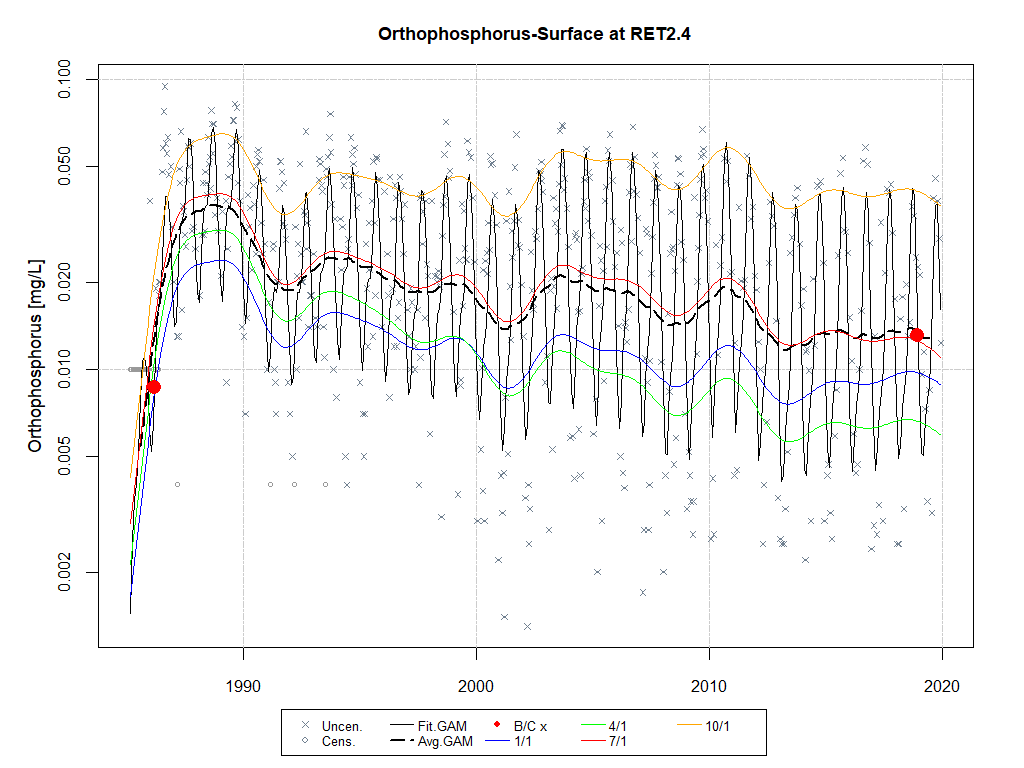 Orthophosphorus-Surface at RET2.4
Orthophosphorus [mg/L]
0.100
0.050
0.020
0.010
0.005
0.002
1990 2000 2010 2020
Uncen. Fit.GAM B/C x 4/1 10/1
Cens. Avg.GAM 1/1 7/1